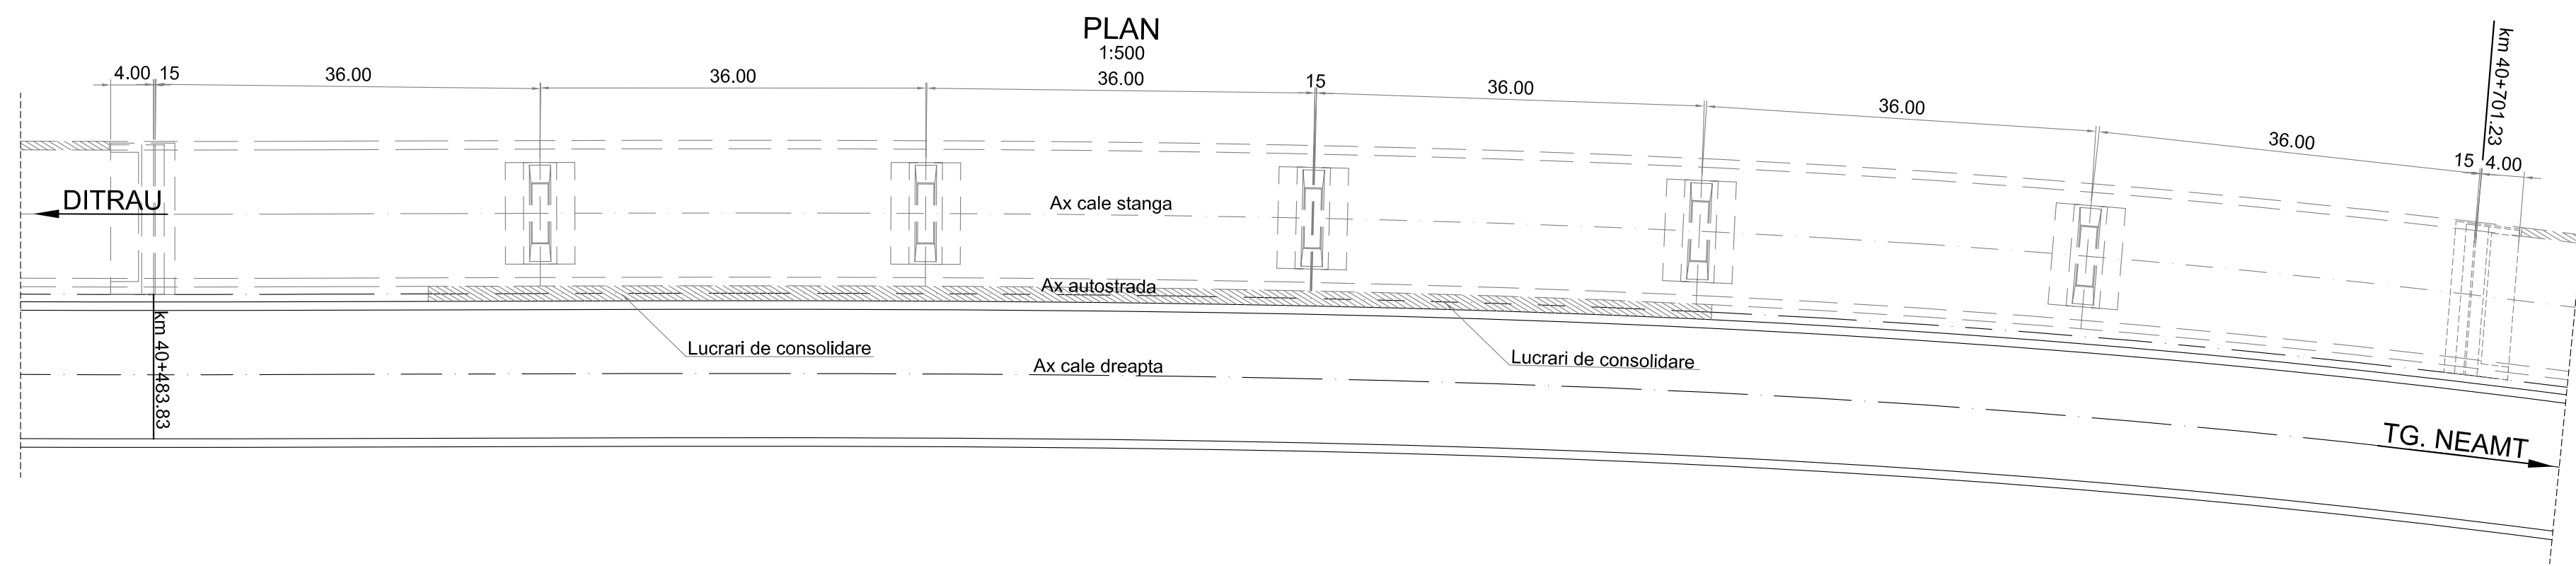 PLAN
1:500
4.00 15 36.00 36.00 36.00 15 36.00 36.00 36.00 15 4.00
km 40+701.23
DITRAU
Ax cale stanga
Ax autostrada
km 40+483.83
Lucrari de consolidare
Lucrari de consolidare
Ax cale dreapta
TG. NEAMT